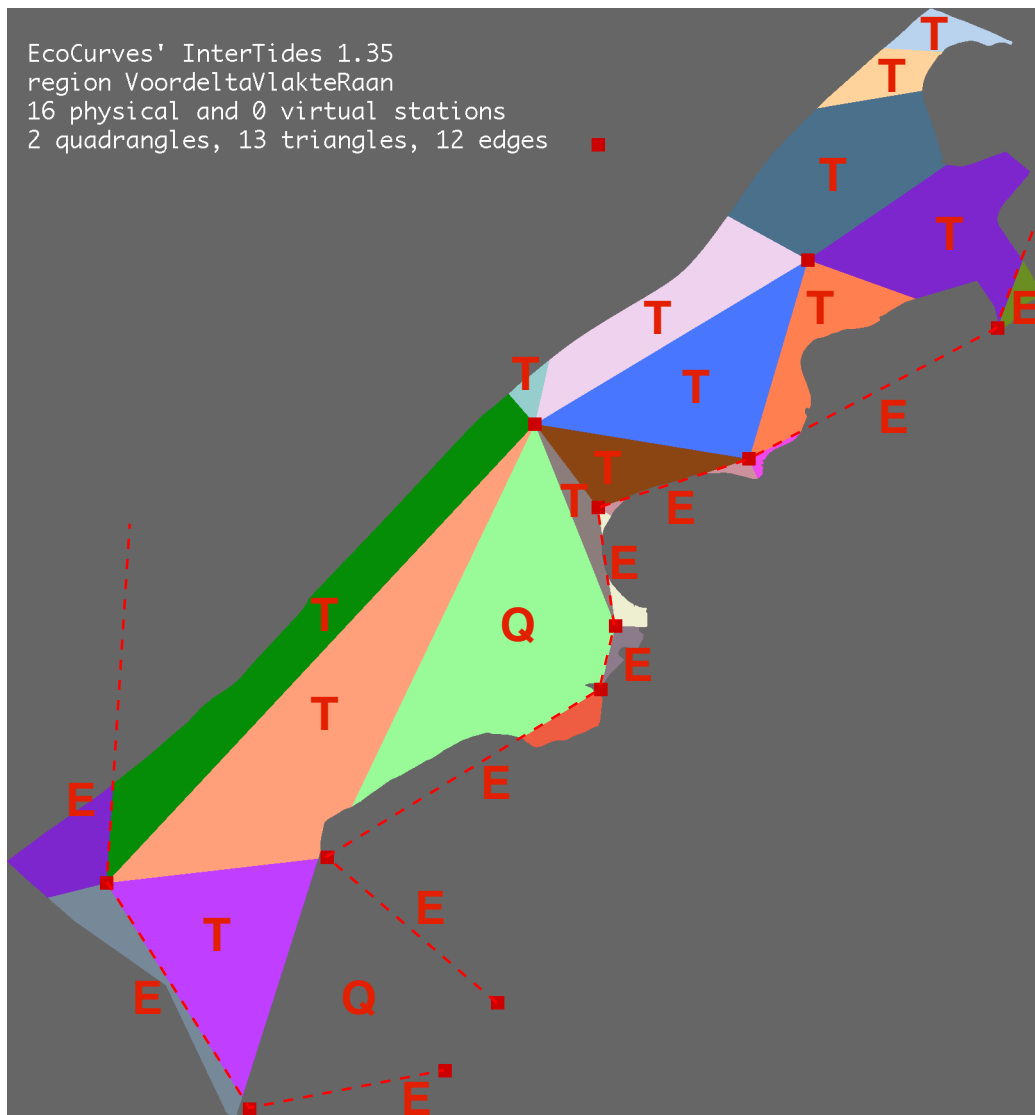 EcoCurves' InterTides 1.35
region VoordeltaVlakteRaan
16 physical and 0 virtual stations
2 quadrangles, 13 triangles, 12 edges
T
T
T
T
E
T
T
T
T
E
T
T
E
E
T
Q
E
T
E
E
E
T
E
Q
E